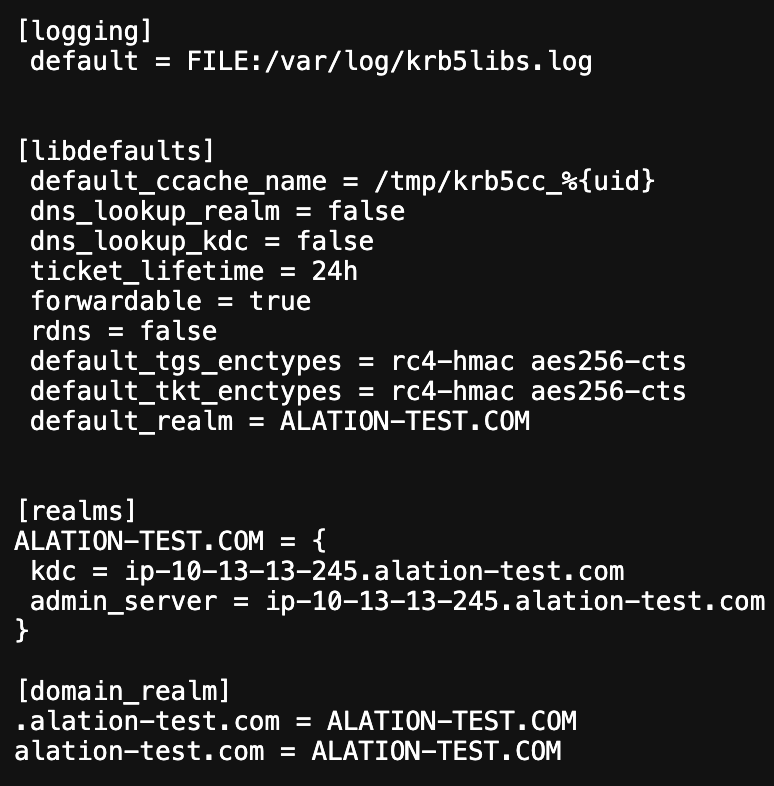 [logging]
 default = FILE:/var/log/krb5libs.log
[libdefaults]
 default_ccache_name = /tmp/krb5cc_%{uid}
 dns_lookup_realm = false
 dns_lookup_kdc = false
 ticket_lifetime = 24h
 forwardable = true
 rdns = false
 default_tgs_enctypes = rc4-hmac aes256-cts
 default_tkt_enctypes = rc4-hmac aes256-cts
 default_realm = ALATION-TEST.COM
[realms]
ALATION-TEST.COM = {
 kdc = ip-10-13-13-245.alation-test.com
 admin_server = ip-10-13-13-245.alation-test.com
}
[domain_realm]
.alation-test.com = ALATION-TEST.COM
alation-test.com = ALATION-TEST.COM